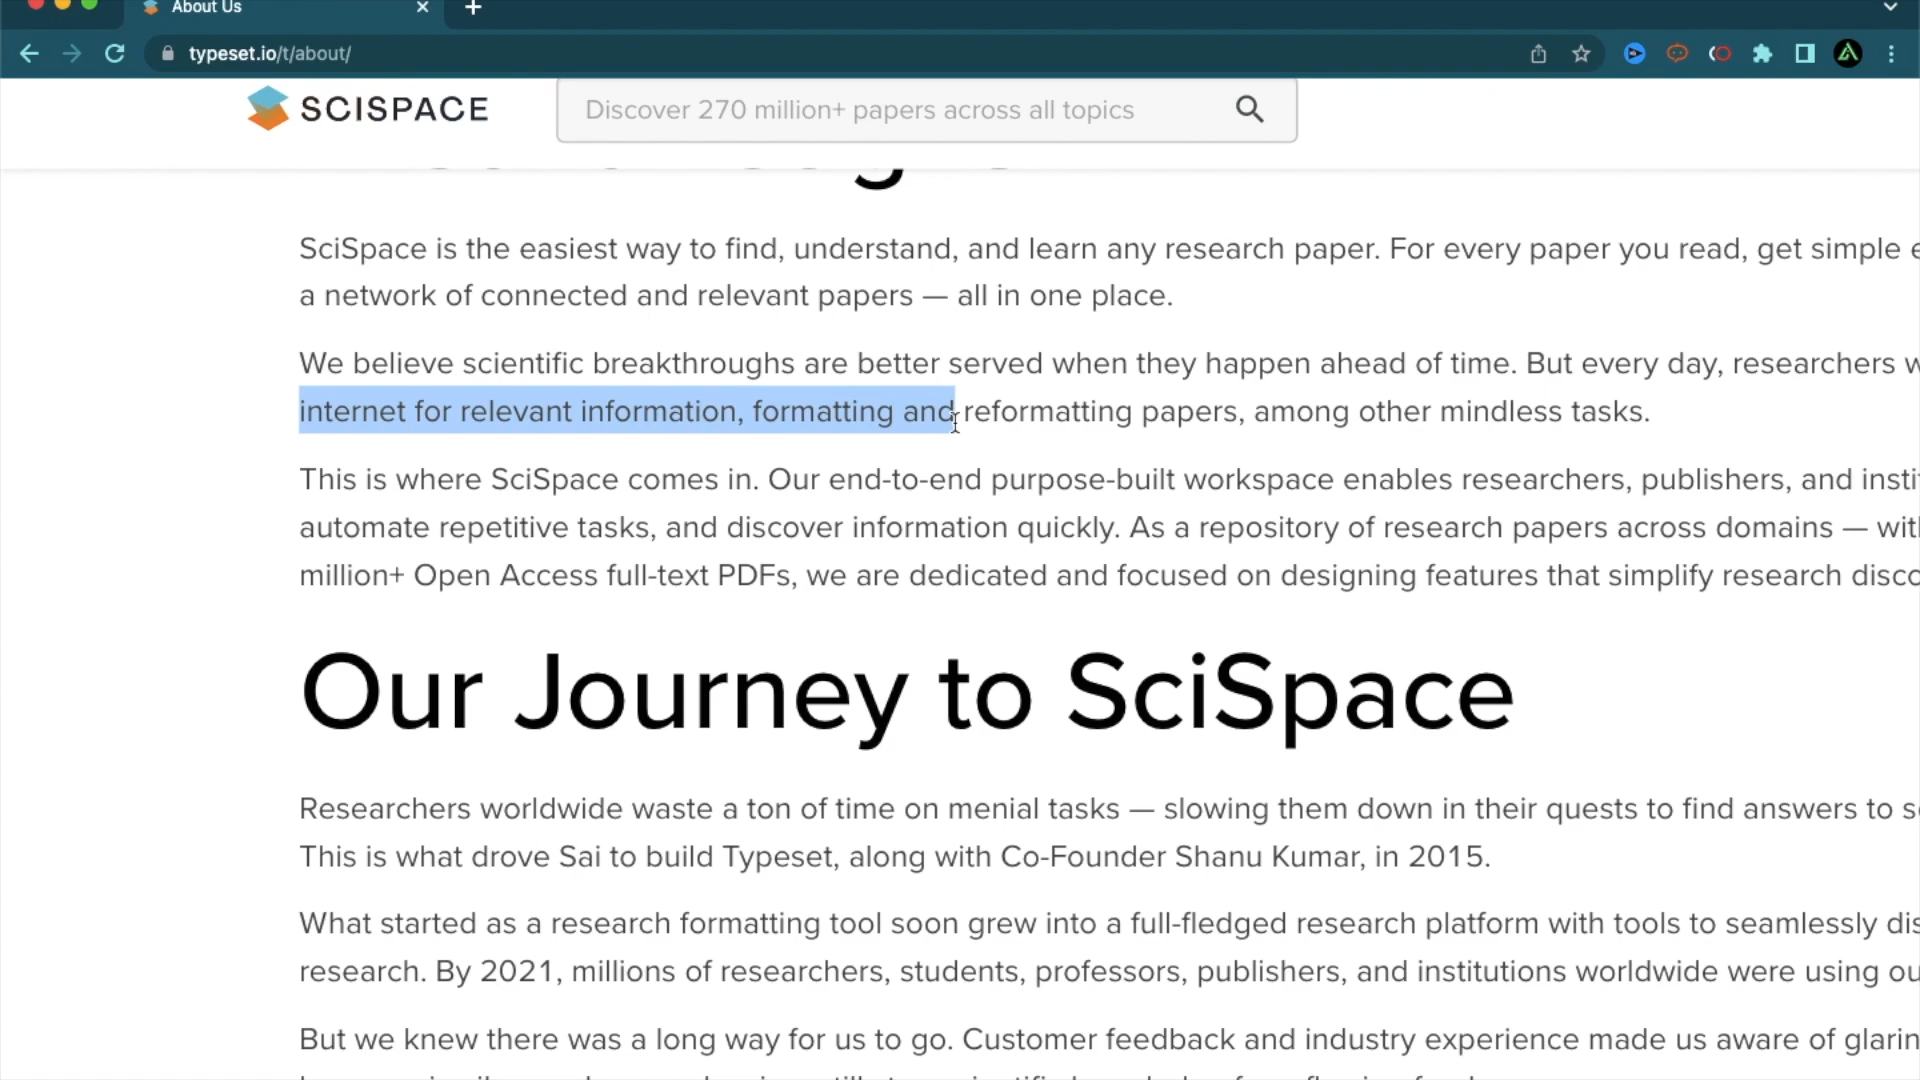 About Us
typeset.io/t/about/
SCISPACE
Discover 270 million+ papers across all topics
SciSpace is the easiest way to find, understand, and learn any research paper. For every paper you read, get simple
a network of connected and relevant papers — all in one place.
We believe scientific breakthroughs are better served when they happen ahead of time. But every day, researchers
internet for relevant information, formatting and reformatting papers, among other mindless tasks.
This is where SciSpace comes in. Our end-to-end purpose-built workspace enables researchers, publishers, and
automate repetitive tasks, and discover information quickly. As a repository of research papers across domains —
million+ Open Access full-text PDFs, we are dedicated and focused on designing features that simplify research
Our Journey to SciSpace
Researchers worldwide waste a ton of time on menial tasks — slowing them down in their quests to find answers to
This is what drove Sai to build Typeset, along with Co-Founder Shanu Kumar, in 2015.
What started as a research formatting tool soon grew into a full-fledged research platform with tools to seamlessly
research. By 2021, millions of researchers, students, professors, publishers, and institutions worldwide were using
But we knew there was a long way for us to go. Customer feedback and industry experience made us aware of